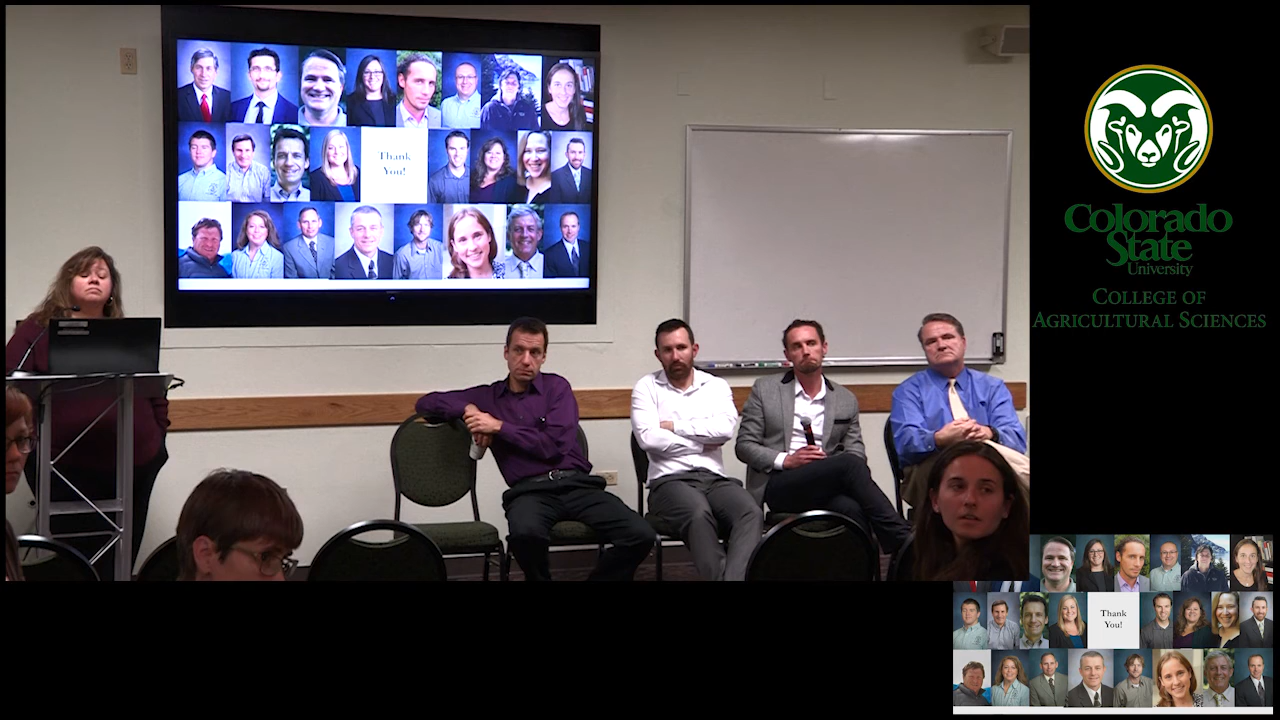 Thank
You!
Colorado
State
University
COLLEGE OF
AGRICULTURAL SCIENCES
Thank
You!